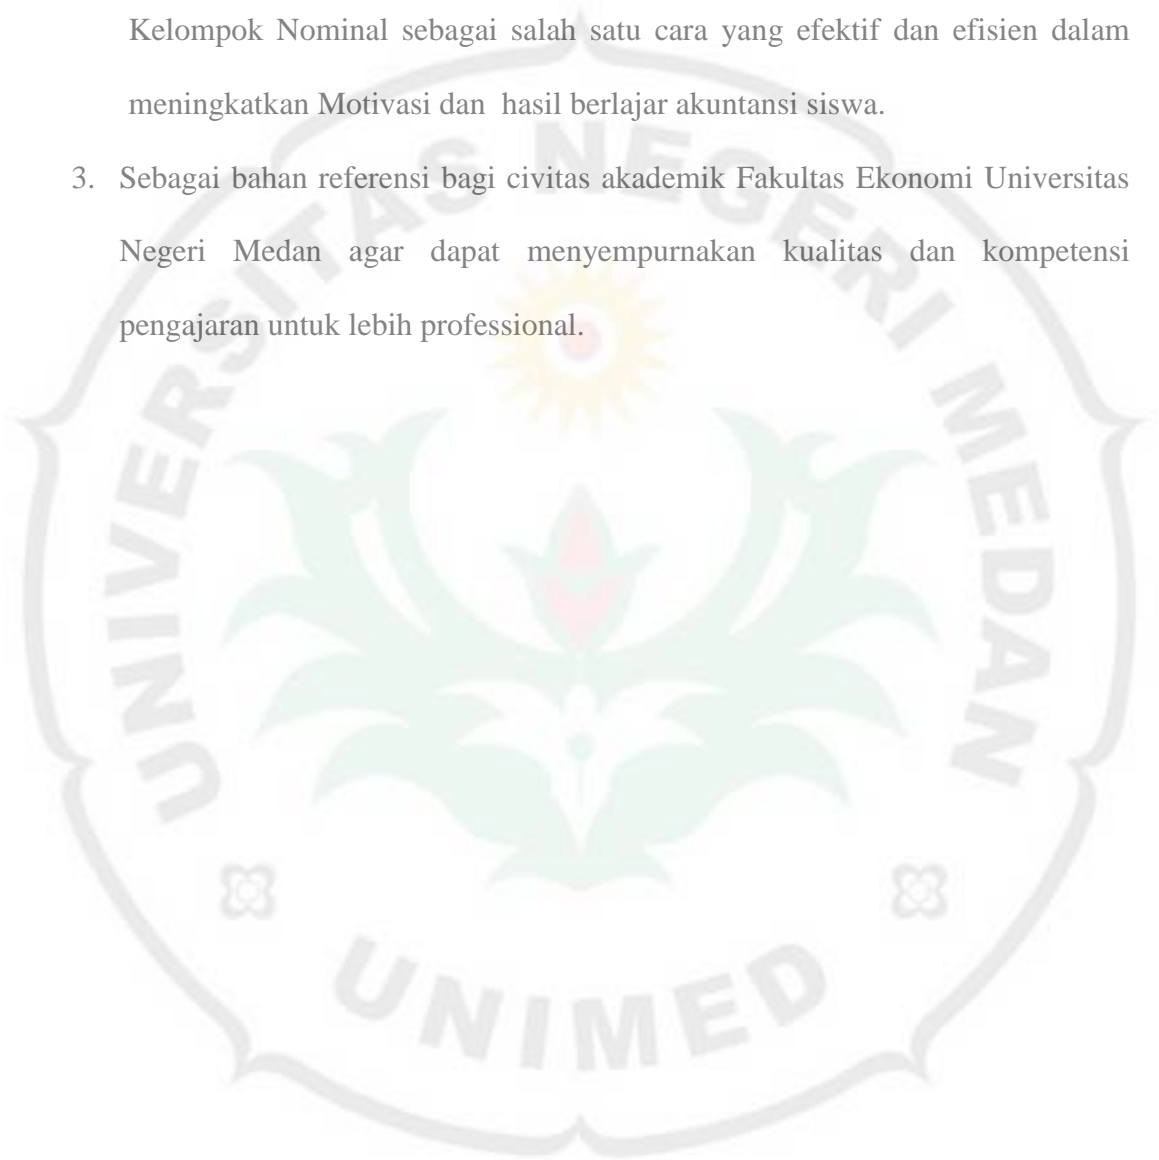 Kelompok Nominal sebagai salah satu cara yang efektif dan efisien dalam
meningkatkan Motivasi dan hasil berlajar akuntansi siswa.
3. Sebagai bahan referensi bagi civitas akademik Fakultas Ekonomi Universitas
Negeri Medan agar dapat menyempurnakan kualitas dan kompetensi
pengajaran untuk lebih professional.
UNIVERSITAS NEGERI MEDAN
UNIMED